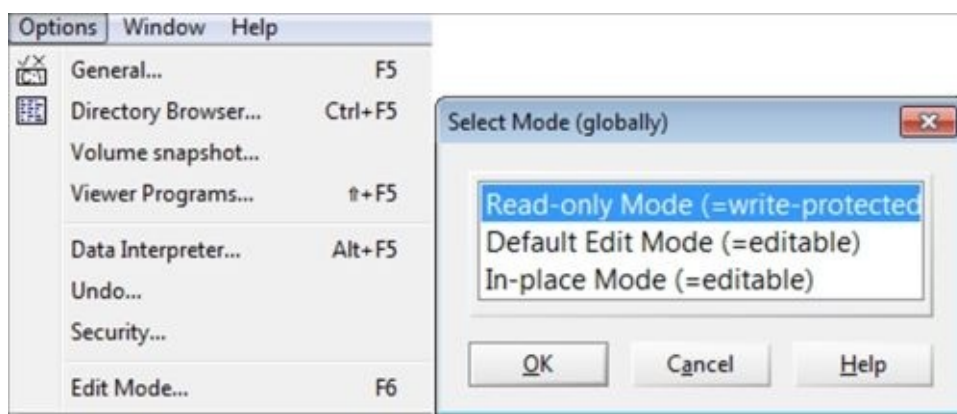 Options Window Help
General... F5
Directory Browser... Ctrl+F5
Volume snapshot...
Viewer Programs... ⇧+F5
Data Interpreter... Alt+F5
Undo...
Security...
Edit Mode... F6
Select Mode (globally)
Read-only Mode (=write-protected
Default Edit Mode (=editable)
In-place Mode (=editable)
OK Cancel Help